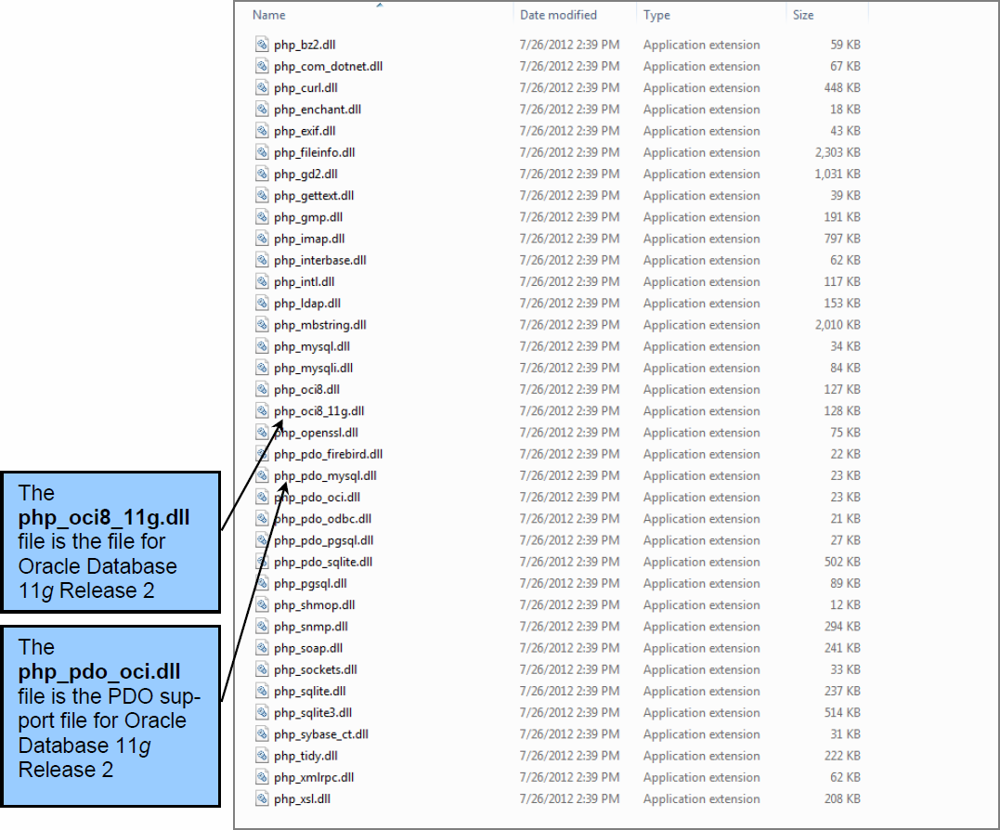 Name Date modified Type Size
php_bz2.dll 7/26/2012 2:39 PM Application extension 59 KB
php_com_dotnet.dll 7/26/2012 2:39 PM Application extension 67 KB
php_curl.dll 7/26/2012 2:39 PM Application extension 448 KB
php_enchant.dll 7/26/2012 2:39 PM Application extension 18 KB
php_exif.dll 7/26/2012 2:39 PM Application extension 43 KB
php_fileinfo.dll 7/26/2012 2:39 PM Application extension 2,303 KB
php_gd2.dll 7/26/2012 2:39 PM Application extension 1,031 KB
php_gettext.dll 7/26/2012 2:39 PM Application extension 39 KB
php_gmp.dll 7/26/2012 2:39 PM Application extension 191 KB
php_imap.dll 7/26/2012 2:39 PM Application extension 797 KB
php_interbase.dll 7/26/2012 2:39 PM Application extension 62 KB
php_intl.dll 7/26/2012 2:39 PM Application extension 117 KB
php_ldap.dll 7/26/2012 2:39 PM Application extension 153 KB
php_mbstring.dll 7/26/2012 2:39 PM Application extension 2,010 KB
php_mysql.dll 7/26/2012 2:39 PM Application extension 34 KB
php_mysqli.dll 7/26/2012 2:39 PM Application extension 84 KB
php_oci8.dll 7/26/2012 2:39 PM Application extension 127 KB
php_oci8_11g.dll 7/26/2012 2:39 PM Application extension 128 KB
php_openssl.dll 7/26/2012 2:39 PM Application extension 75 KB
php_pdo_firebird.dll 7/26/2012 2:39 PM Application extension 22 KB
php_pdo_mysql.dll 7/26/2012 2:39 PM Application extension 23 KB
php_pdo_oci.dll 7/26/2012 2:39 PM Application extension 23 KB
php_pdo_odbc.dll 7/26/2012 2:39 PM Application extension 21 KB
php_pdo_pgsql.dll 7/26/2012 2:39 PM Application extension 27 KB
php_pdo_sqlite.dll 7/26/2012 2:39 PM Application extension 502 KB
php_pgsql.dll 7/26/2012 2:39 PM Application extension 89 KB
php_shmop.dll 7/26/2012 2:39 PM Application extension 12 KB
php_snmp.dll 7/26/2012 2:39 PM Application extension 294 KB
php_soap.dll 7/26/2012 2:39 PM Application extension 241 KB
php_sockets.dll 7/26/2012 2:39 PM Application extension 33 KB
php_sqlite.dll 7/26/2012 2:39 PM Application extension 237 KB
php_sqlite3.dll 7/26/2012 2:39 PM Application extension 514 KB
php_sybase_ct.dll 7/26/2012 2:39 PM Application extension 31 KB
php_tidy.dll 7/26/2012 2:39 PM Application extension 222 KB
php_xmlrpc.dll 7/26/2012 2:39 PM Application extension 62 KB
php_xsl.dll 7/26/2012 2:39 PM Application extension 208 KB
The
php_oci8_11g.dll
file is the file for
Oracle Database
11g Release 2
The
php_pdo_oci.dll
file is the PDO sup-
port file for Oracle
Database 11g
Release 2